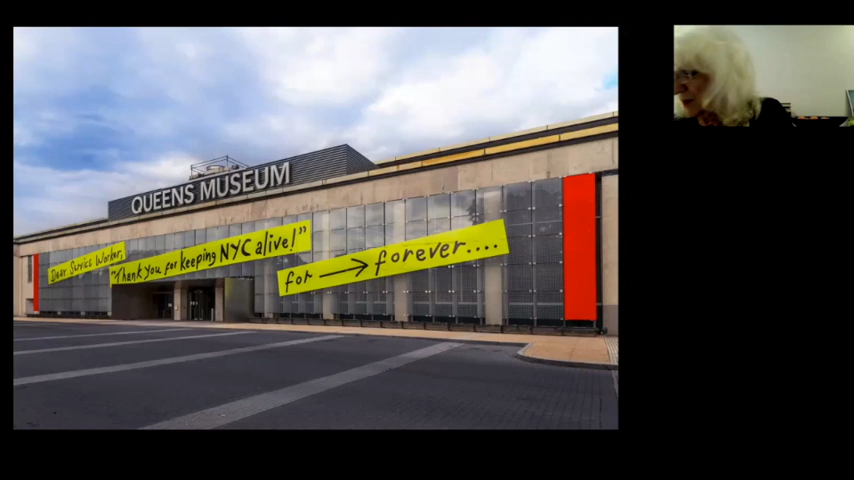 QUEENS MUSEUM
Dear Service Worker,
"Thank you for keeping NYC alive!"
for → forever....